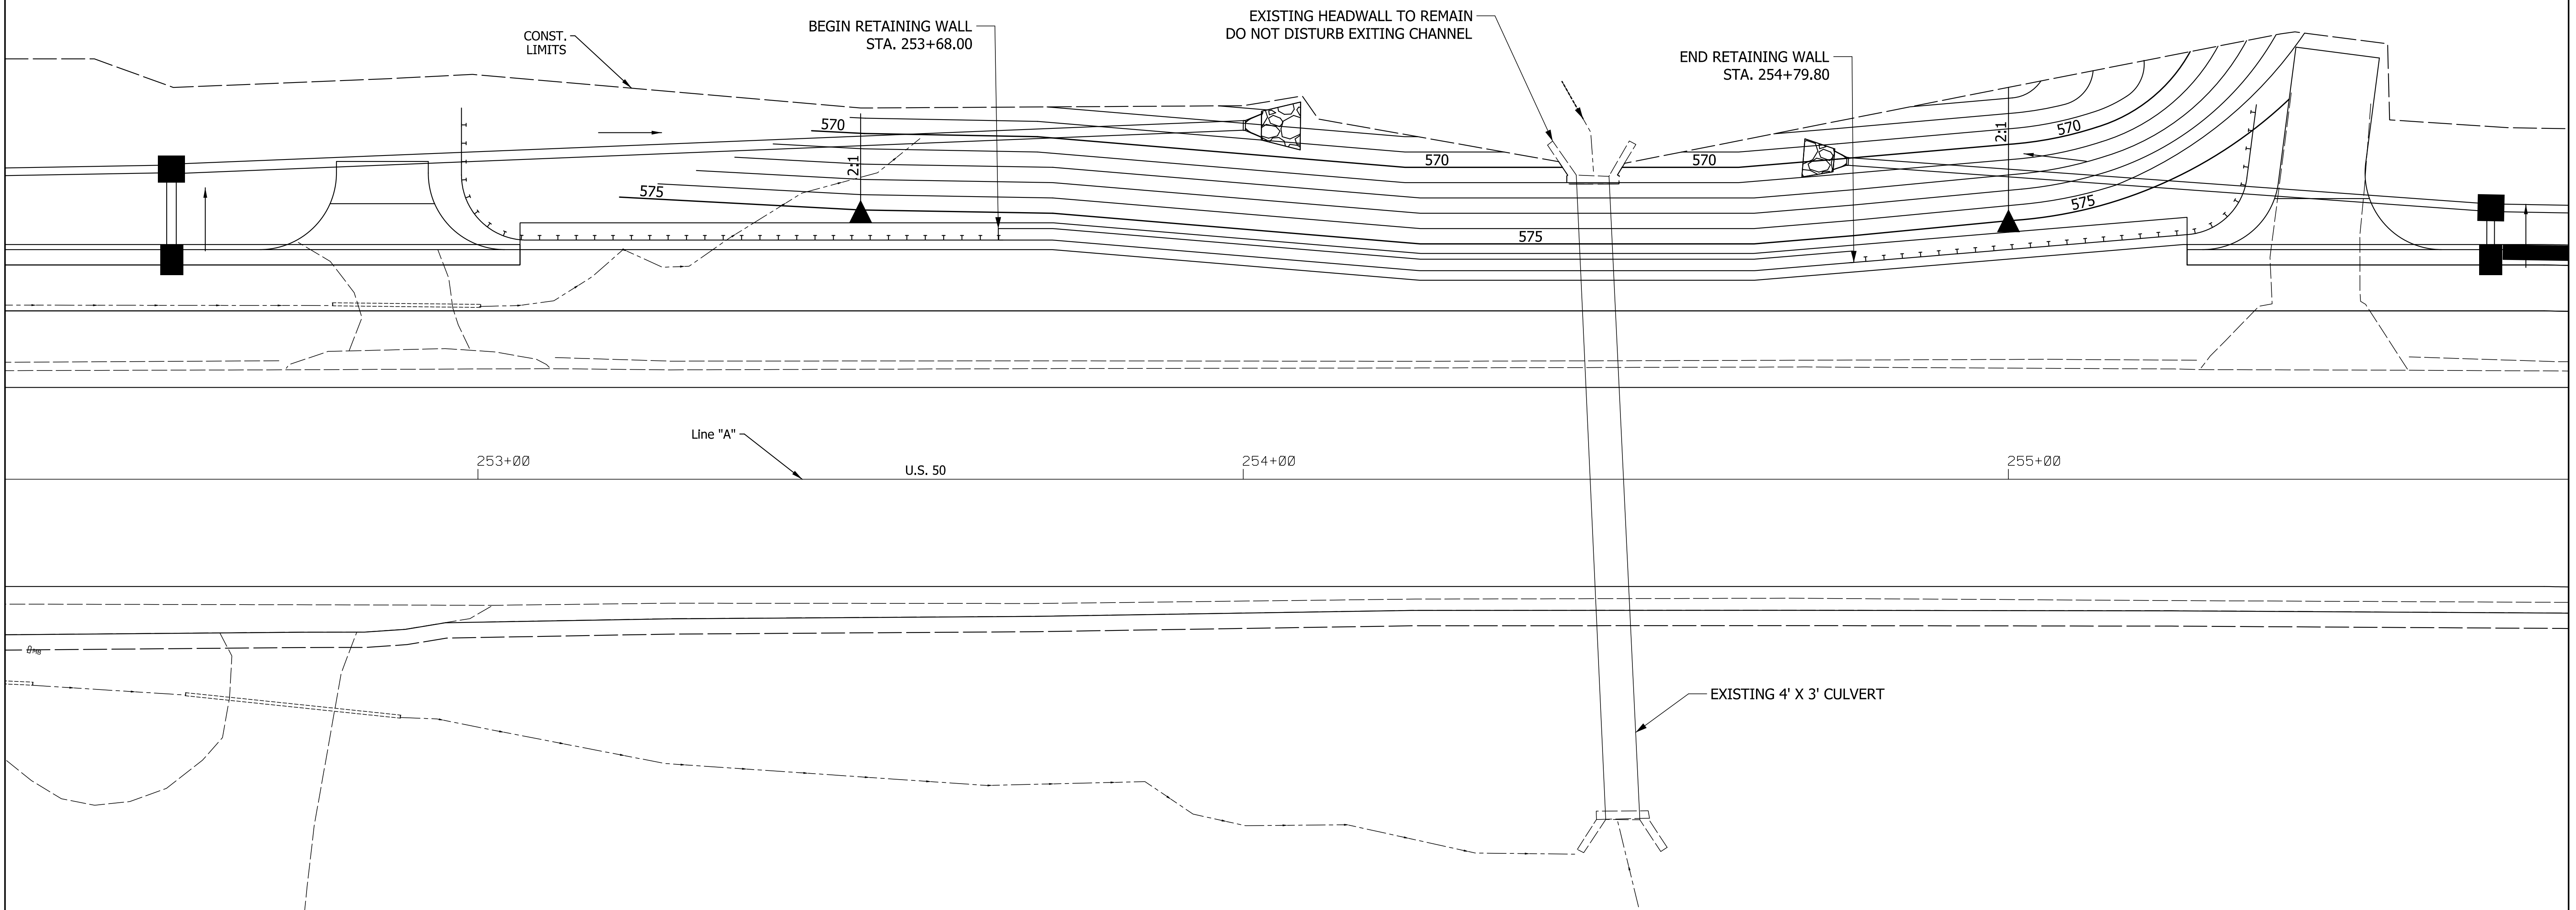 CONST.
LIMITS
BEGIN RETAINING WALL
STA. 253+68.00
EXISTING HEADWALL TO REMAIN
DO NOT DISTURB EXITING CHANNEL
END RETAINING WALL
STA. 254+79.80
570
570
570
570
2:1
2:1
575
575
575
Line "A"
U.S. 50
253+00
254+00
255+00
MB
EXISTING 4' X 3' CULVERT